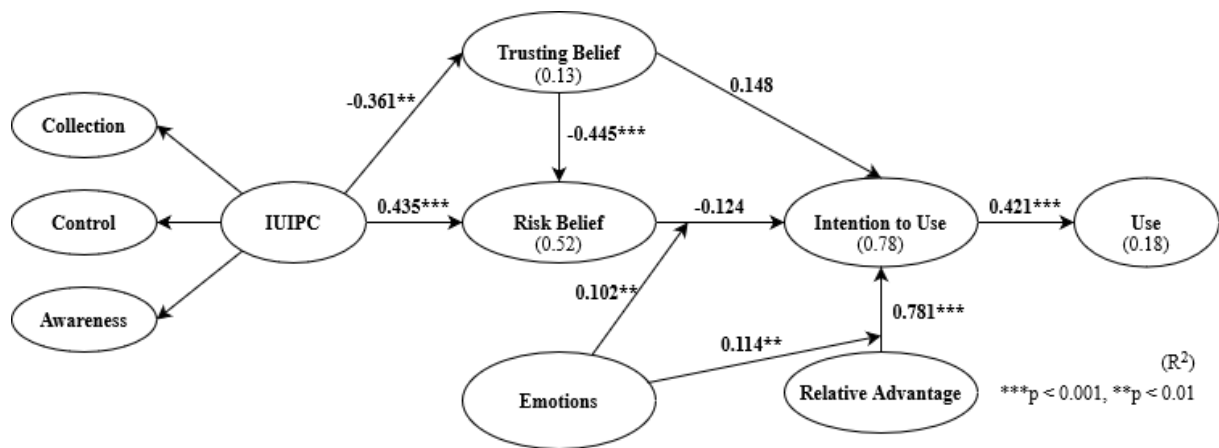 Trusting Belief
(0.13)
0.148
-0.361**
Collection
-0.445***
Control
IUIPC
0.435***
Risk Belief
(0.52)
-0.124
Intention to Use
(0.78)
0.421***
Use
(0.18)
Awareness
0.102**
0.781***
0.114**
(R²)
Emotions
Relative Advantage
***p < 0.001, **p < 0.01